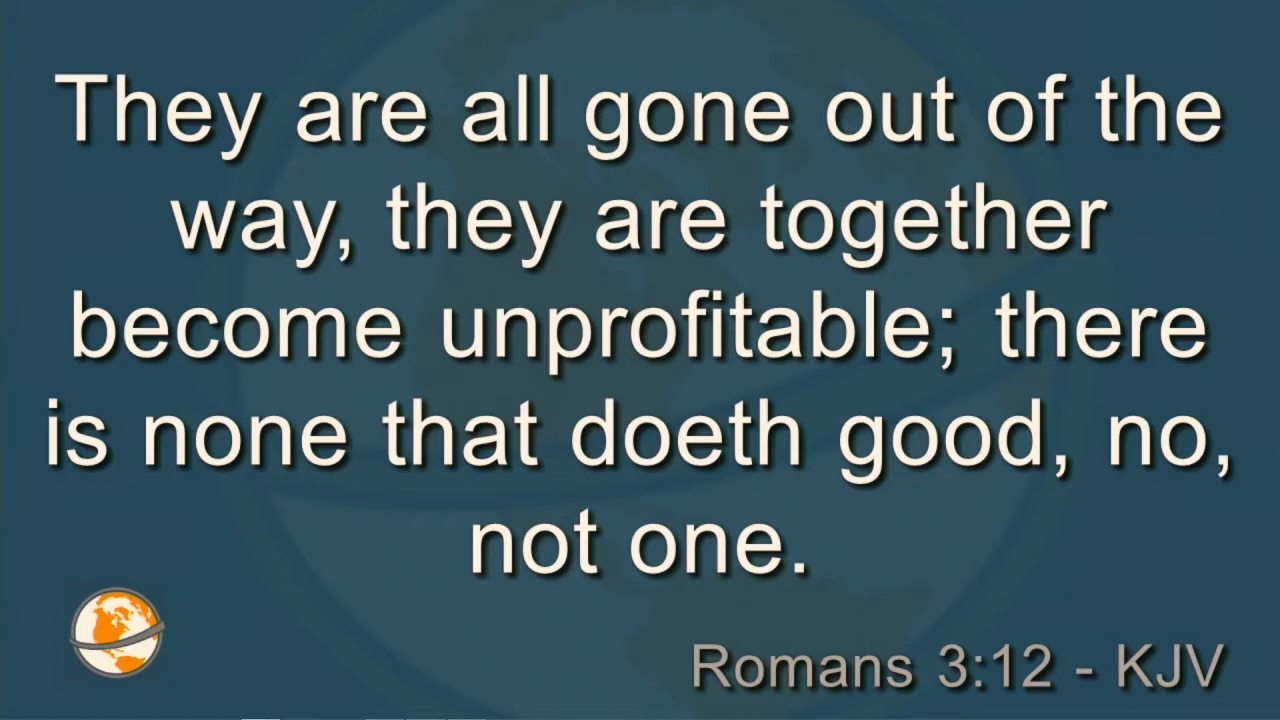 They are all gone out of the
way, they are together
become unprofitable; there
is none that doeth good, no,
not one.
Romans 3:12 - KJV